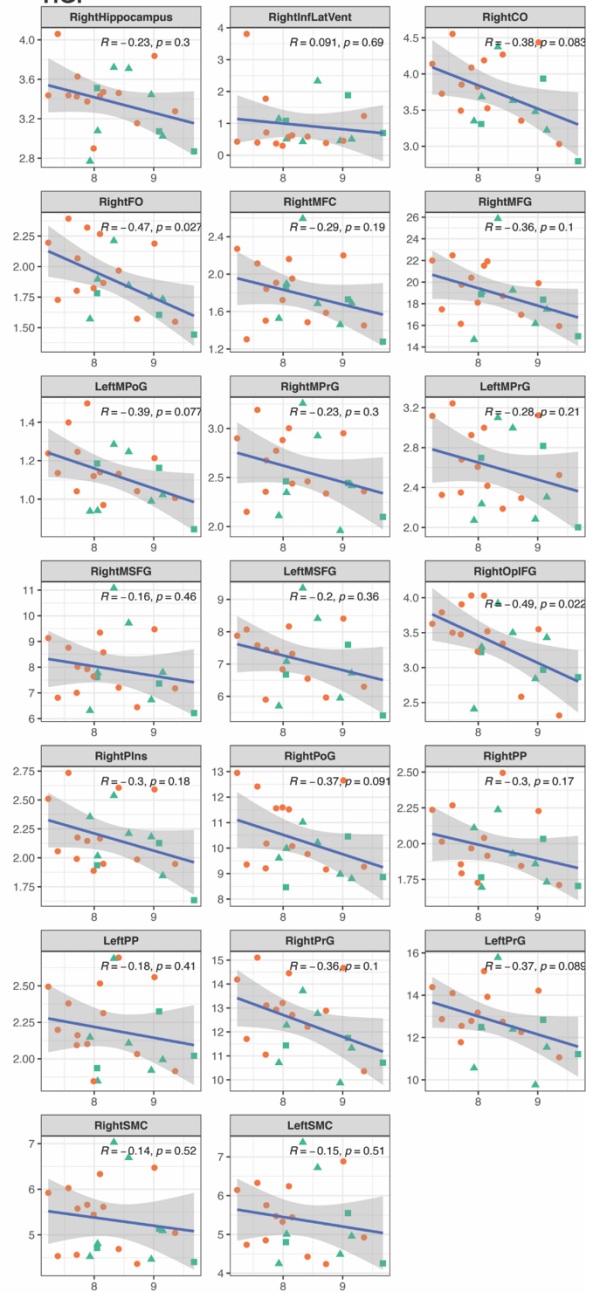 RightHippocampus
R = −0.23, p = 0.3
4.0
3.6
3.2
2.8
8 9
RightInfLatVent
R = 0.091, p = 0.69
4
3
2
1
0
8 9
RightCO
R = −0.38, p = 0.083
4.5
4.0
3.5
3.0
8 9
RightFO
R = −0.47, p = 0.027
2.25
2.00
1.75
1.50
8 9
RightMFC
R = −0.29, p = 0.19
2.4
2.0
1.6
1.2
8 9
RightMFG
R = −0.36, p = 0.1
26
24
22
20
18
16
14
8 9
LeftMPoG
R = −0.39, p = 0.077
1.4
1.2
1.0
8 9
RightMPrG
R = −0.23, p = 0.3
3.0
2.5
2.0
8 9
LeftMPrG
R = −0.28, p = 0.21
3.2
2.8
2.4
2.0
8 9
RightMSFG
R = −0.16, p = 0.46
11
10
9
8
7
6
8 9
LeftMSFG
R = −0.2, p = 0.36
9
8
7
6
8 9
RightOpIFG
R = −0.49, p = 0.022
4.0
3.5
3.0
2.5
8 9
RightPIns
R = −0.3, p = 0.18
2.75
2.50
2.25
2.00
1.75
8 9
RightPoG
R = −0.37, p = 0.091
13
12
11
10
9
8
8 9
RightPP
R = −0.3, p = 0.17
2.50
2.25
2.00
1.75
8 9
LeftPP
R = −0.18, p = 0.41
2.50
2.25
2.00
8 9
RightPrG
R = −0.36, p = 0.1
15
14
13
12
11
10
8 9
LeftPrG
R = −0.37, p = 0.089
16
14
12
10
8 9
RightSMC
R = −0.14, p = 0.52
7
6
5
8 9
LeftSMC
R = −0.15, p = 0.51
7
6
5
4
8 9